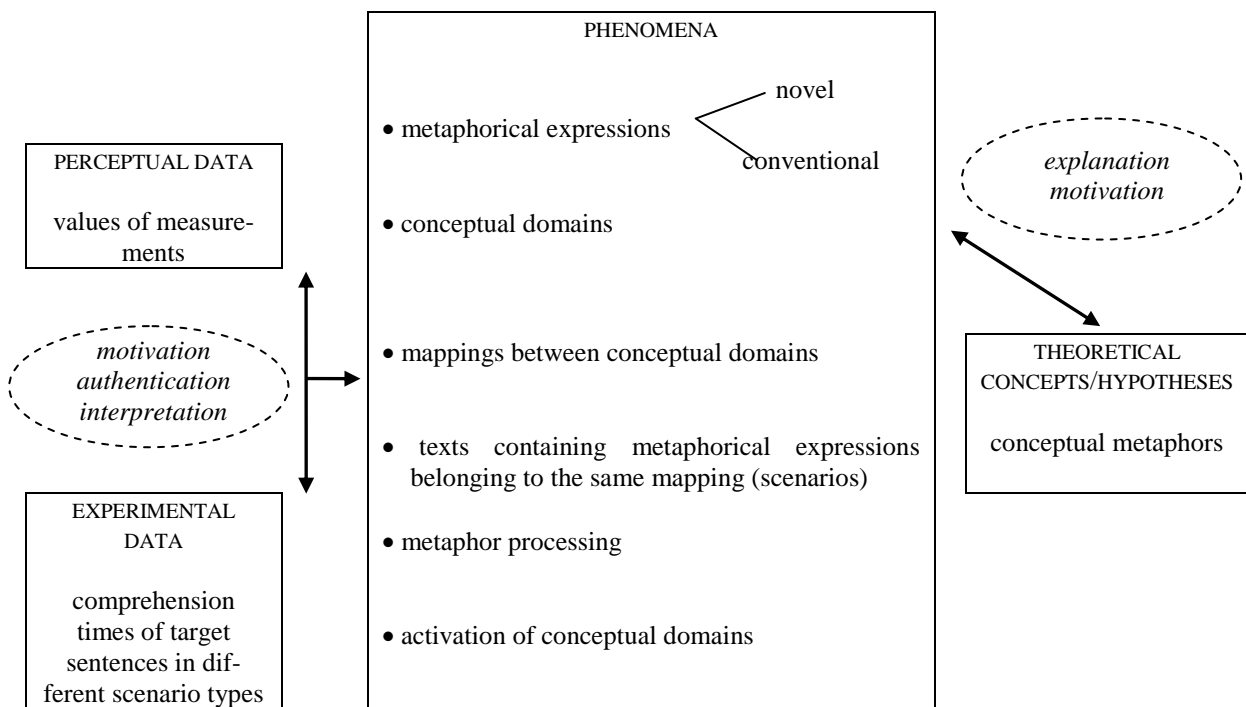 PERCEPTUAL DATA
values of measure-
ments
motivation
authentication
interpretation
EXPERIMENTAL
DATA
comprehension
times of target
sentences in dif-
ferent scenario types
PHENOMENA
novel
• metaphorical expressions
conventional
• conceptual domains
• mappings between conceptual domains
• texts containing metaphorical expressions
belonging to the same mapping (scenarios)
• metaphor processing
• activation of conceptual domains
explanation
motivation
THEORETICAL
CONCEPTS/HYPOTHESES
conceptual metaphors